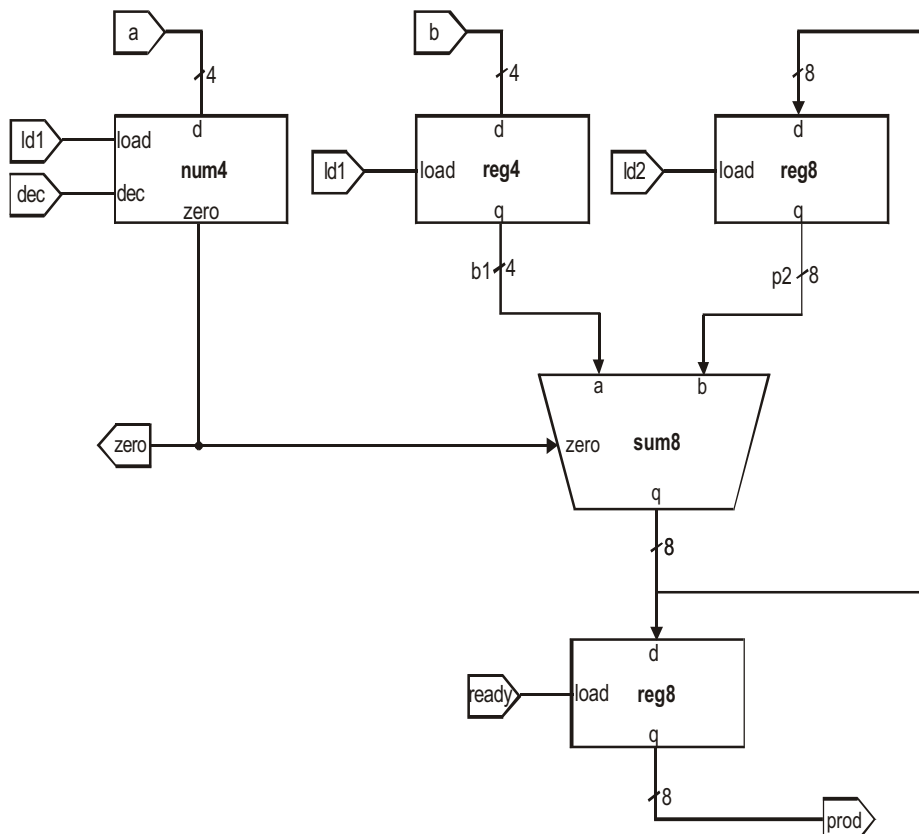 a
b
4
4
8
ld1
load
d
num4
dec
dec
zero
ld1
load
d
reg4
q
ld2
load
d
reg8
q
b1
4
p2
8
a
b
zero
zero
sum8
q
8
ready
load
d
reg8
q
8
prod